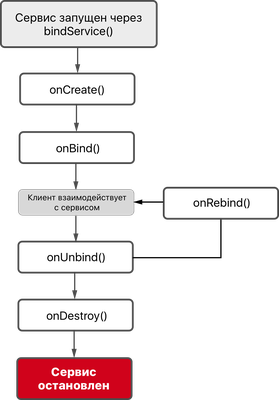 Сервис запущен через
bindService()
onCreate()
onBind()
Клиент взаимодействует
с сервисом
onRebind()
onUnbind()
onDestroy()
Сервис
остановлен